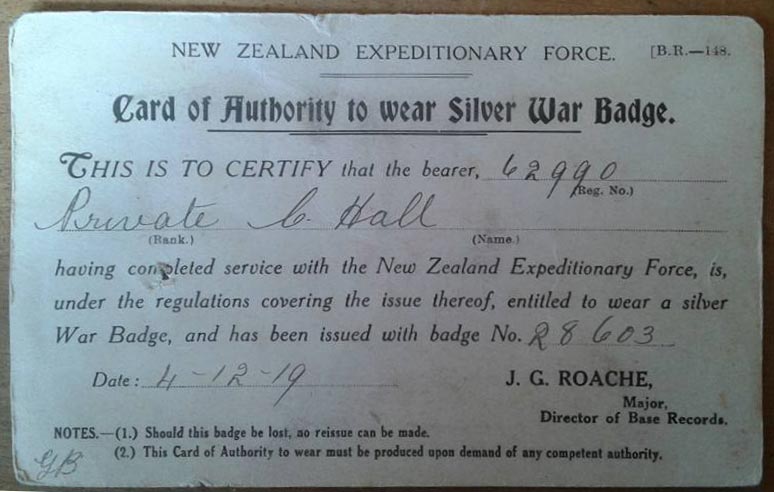 NEW ZEALAND EXPEDITIONARY FORCE. [B.R.—148.
Card of Authority to wear Silver War Badge.
THIS IS TO CERTIFY that the bearer, 62990
(Reg. No.)
Private C. Hall
(Rank.) (Name.)
having completed service with the New Zealand Expeditionary Force, is,
under the regulations covering the issue thereof, entitled to wear a silver
War Badge, and has been issued with badge No. 28603
Date: 4-12-19 J. G. ROACHE,
Major,
Director of Base Records.
NOTES.—(1.) Should this badge be lost, no reissue can be made.
(2.) This Card of Authority to wear must be produced upon demand of any competent authority.
GB